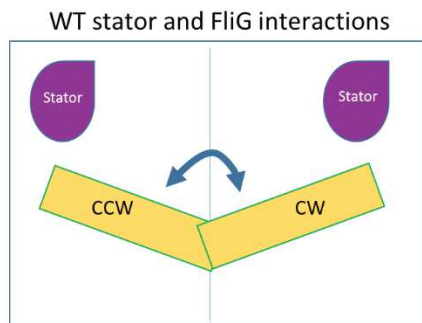 WT stator and FliG interactions
Stator
Stator
CCW
CW